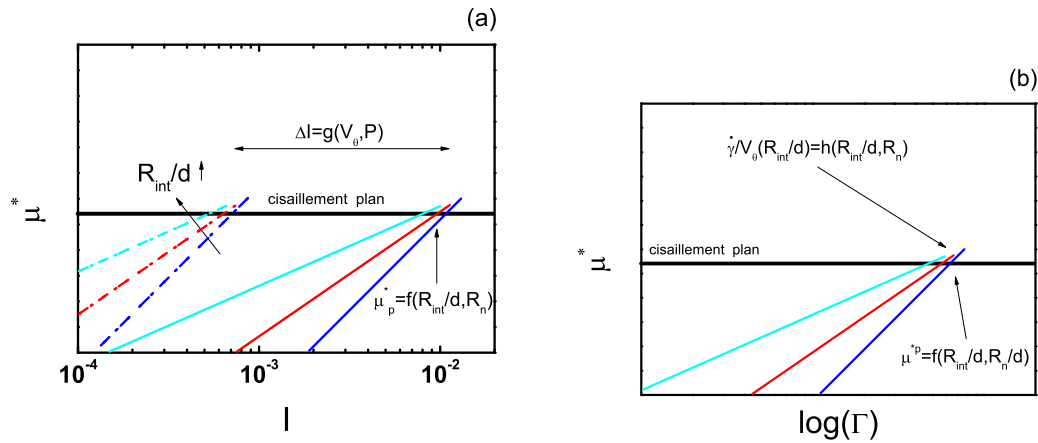 (a)
ΔI=g(V_θ,P)
R_int/d
cisaillement plan
μ*
μ*_p=f(R_int/d,R_n)
10^-4
10^-3
10^-2
I
(b)
γ̇/V_θ(R_int/d)=h(R_int/d,R_n)
cisaillement plan
μ*
μ*^p=f(R_int/d,R_n/d)
log(Γ)